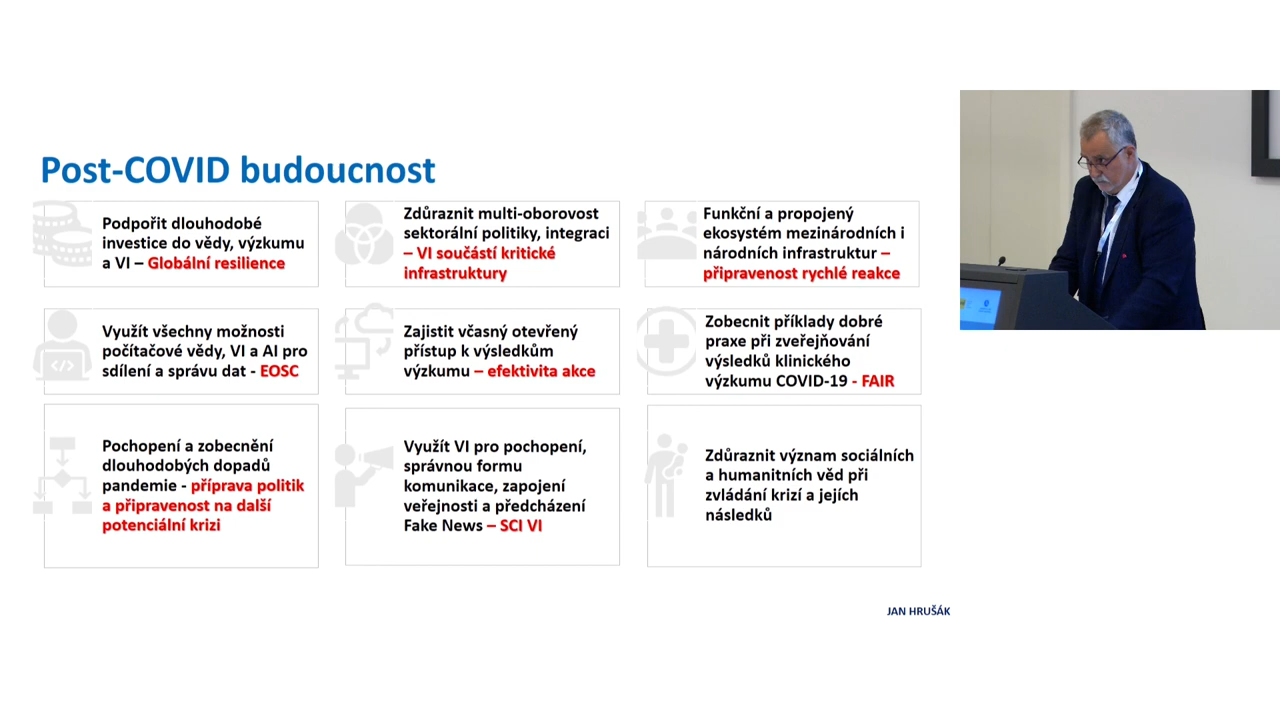 Post-COVID budoucnost
Podpořit dlouhodobé
investice do vědy, výzkumu
a VI – Globální resilience
Zdůraznit multi-oborovost
sektorální politiky, integraci
– VI součástí kritické
infrastruktury
Funkční a propojený
ekosystém mezinárodních i
národních infrastruktur –
připravenost rychlé reakce
Využít všechny možnosti
počítačové vědy, VI a AI pro
sdílení a správu dat - EOSC
Zajistit včasný otevřený
přístup k výsledkům
výzkumu – efektivita akce
Zobecnit příklady dobré
praxe při zveřejňování
výsledků klinického
výzkumu COVID-19 - FAIR
Pochopení a zobecnění
dlouhodobých dopadů
pandemie - příprava politik
a připravenost na další
potenciální krizi
Využít VI pro pochopení,
správnou formu
komunikace, zapojení
veřejnosti a předcházení
Fake News – SCI VI
Zdůraznit význam sociálních
a humanitních věd při
zvládání krizí a jejích
následků
JAN HRUŠÁK